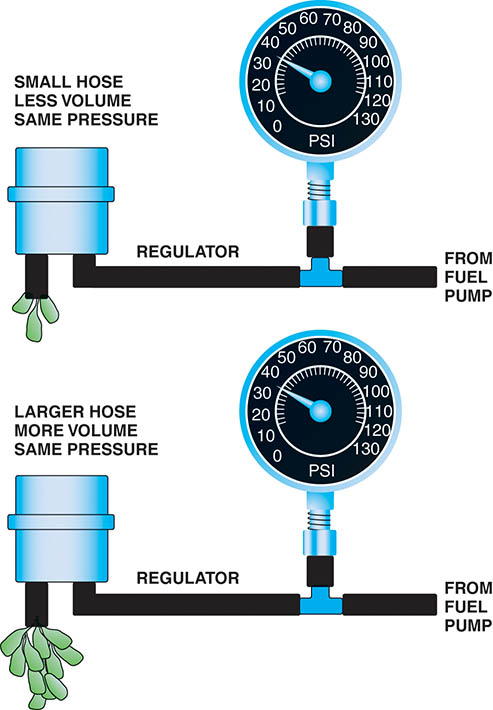 SMALL HOSE
LESS VOLUME
SAME PRESSURE
0
10
20
30
40
50
60
70
80
90
100
110
120
130
PSI
REGULATOR
FROM
FUEL
PUMP
LARGER HOSE
MORE VOLUME
SAME PRESSURE
0
10
20
30
40
50
60
70
80
90
100
110
120
130
PSI
REGULATOR
FROM
FUEL
PUMP